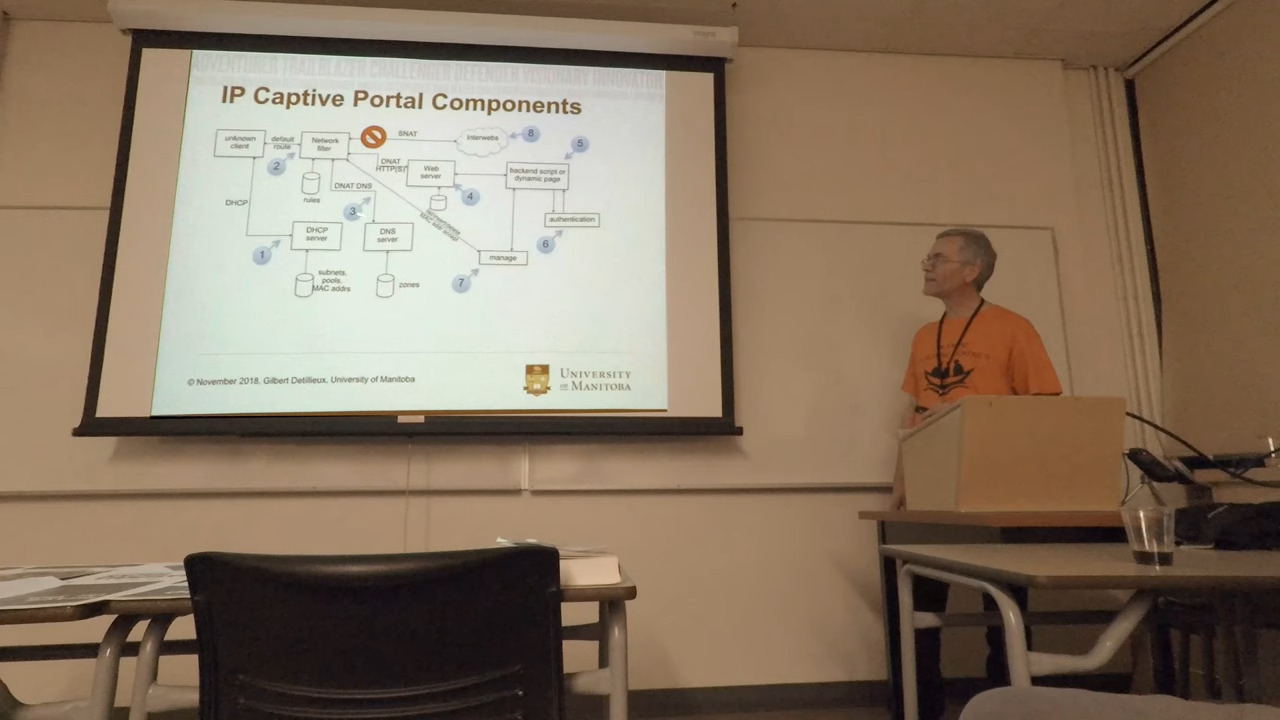 ADVENTURER TRAILBLAZER CHALLENGER DEFENDER VISIONARY INNOVATOR
IP Captive Portal Components
unknown
client
default
route
Network
filter
SNAT
Interwebs
8
5
2
DNAT
HTTP(S)
Web
server
backend script or
dynamic page
rules
DNAT DNS
4
DHCP
3
authentication
DHCP
server
DNS
server
6
1
manage
7
subnets,
pools,
MAC addrs
zones
© November 2018, Gilbert Detillieux, University of Manitoba
UNIVERSITY
OF MANITOBA